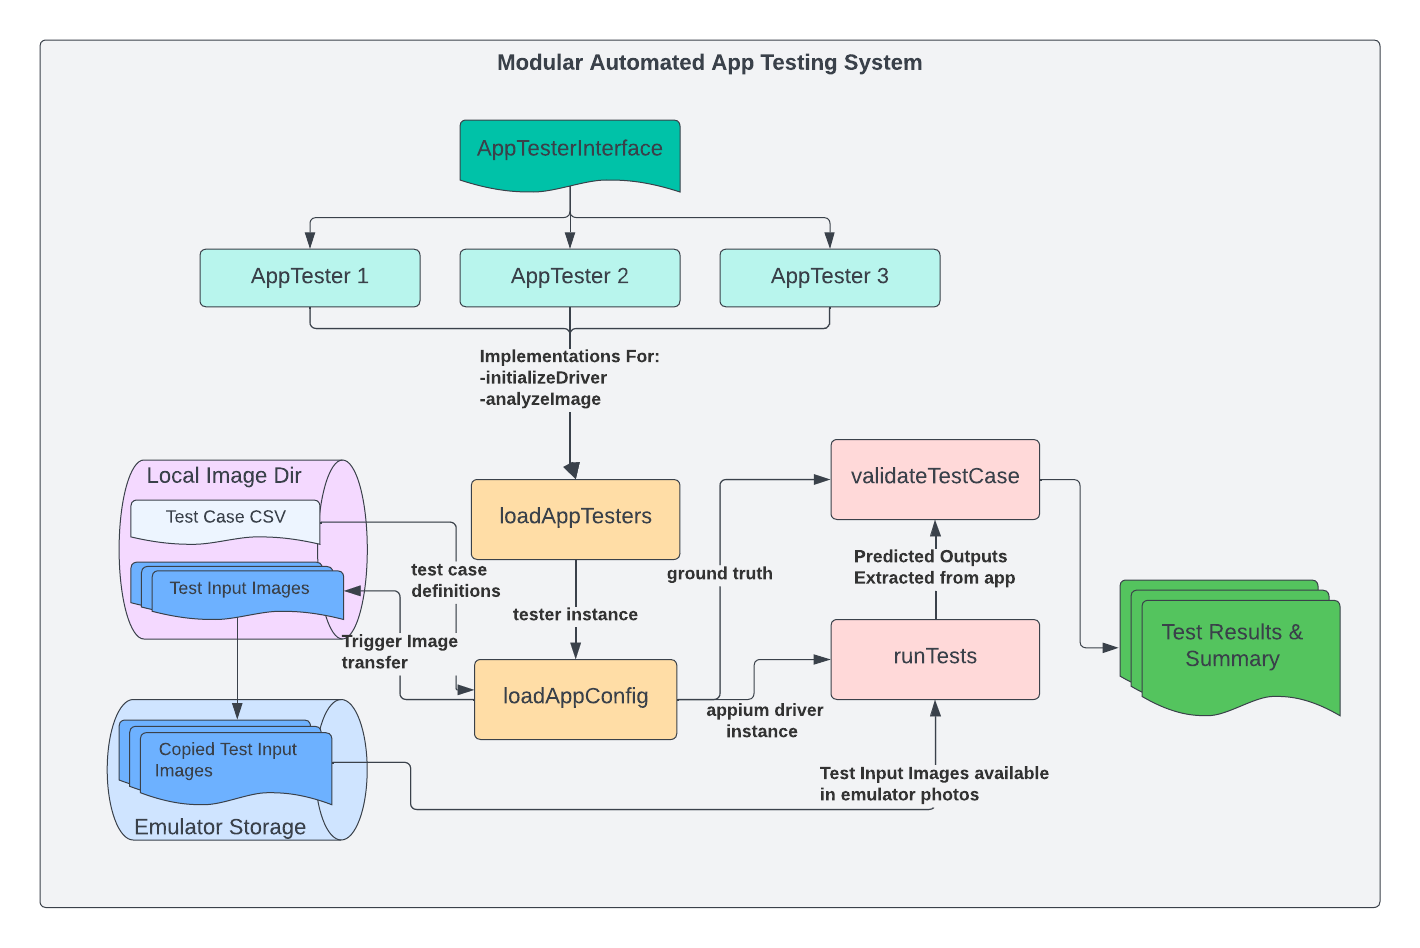 Modular Automated App Testing System
AppTesterInterface
AppTester 1
AppTester 2
AppTester 3
Implementations For:
-initializeDriver
-analyzeImage
Local Image Dir
Test Case CSV
Test Input Images
test case
definitions
Trigger Image
transfer
loadAppTesters
tester instance
loadAppConfig
ground truth
appium driver
instance
validateTestCase
Predicted Outputs
Extracted from app
runTests
Test Results &
Summary
Copied Test Input
Images
Emulator Storage
Test Input Images available
in emulator photos